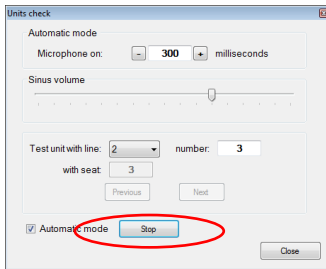 Units check
Automatic mode
Microphone on: - 300 + milliseconds
Sinus volume
Test unit with line: 2 number: 3
with seat: 3
Previous Next
Automatic mode Stop
Close